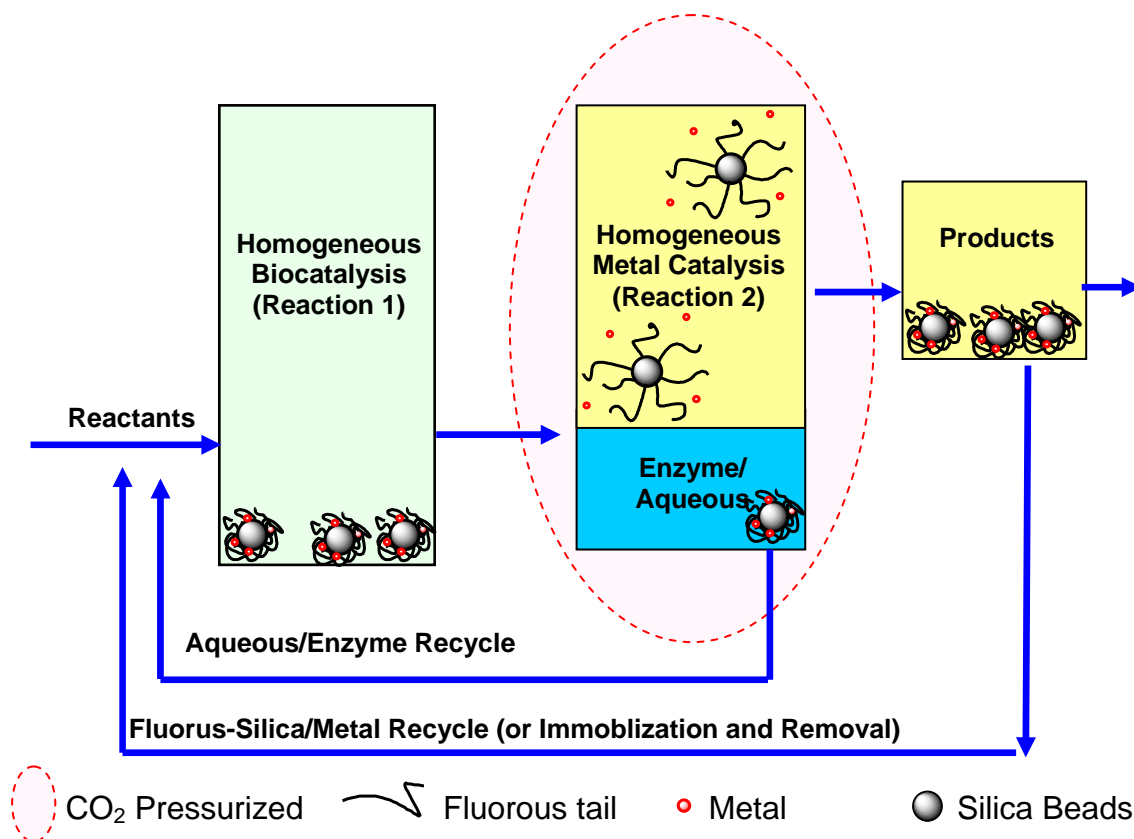 Homogeneous
Biocatalysis
(Reaction 1)
Homogeneous
Metal Catalysis
(Reaction 2)
Products
Reactants
Enzyme/
Aqueous
Aqueous/Enzyme Recycle
Fluorus-Silica/Metal Recycle (or Immoblization and Removal)
CO₂ Pressurized
Fluorous tail
Metal
Silica Beads